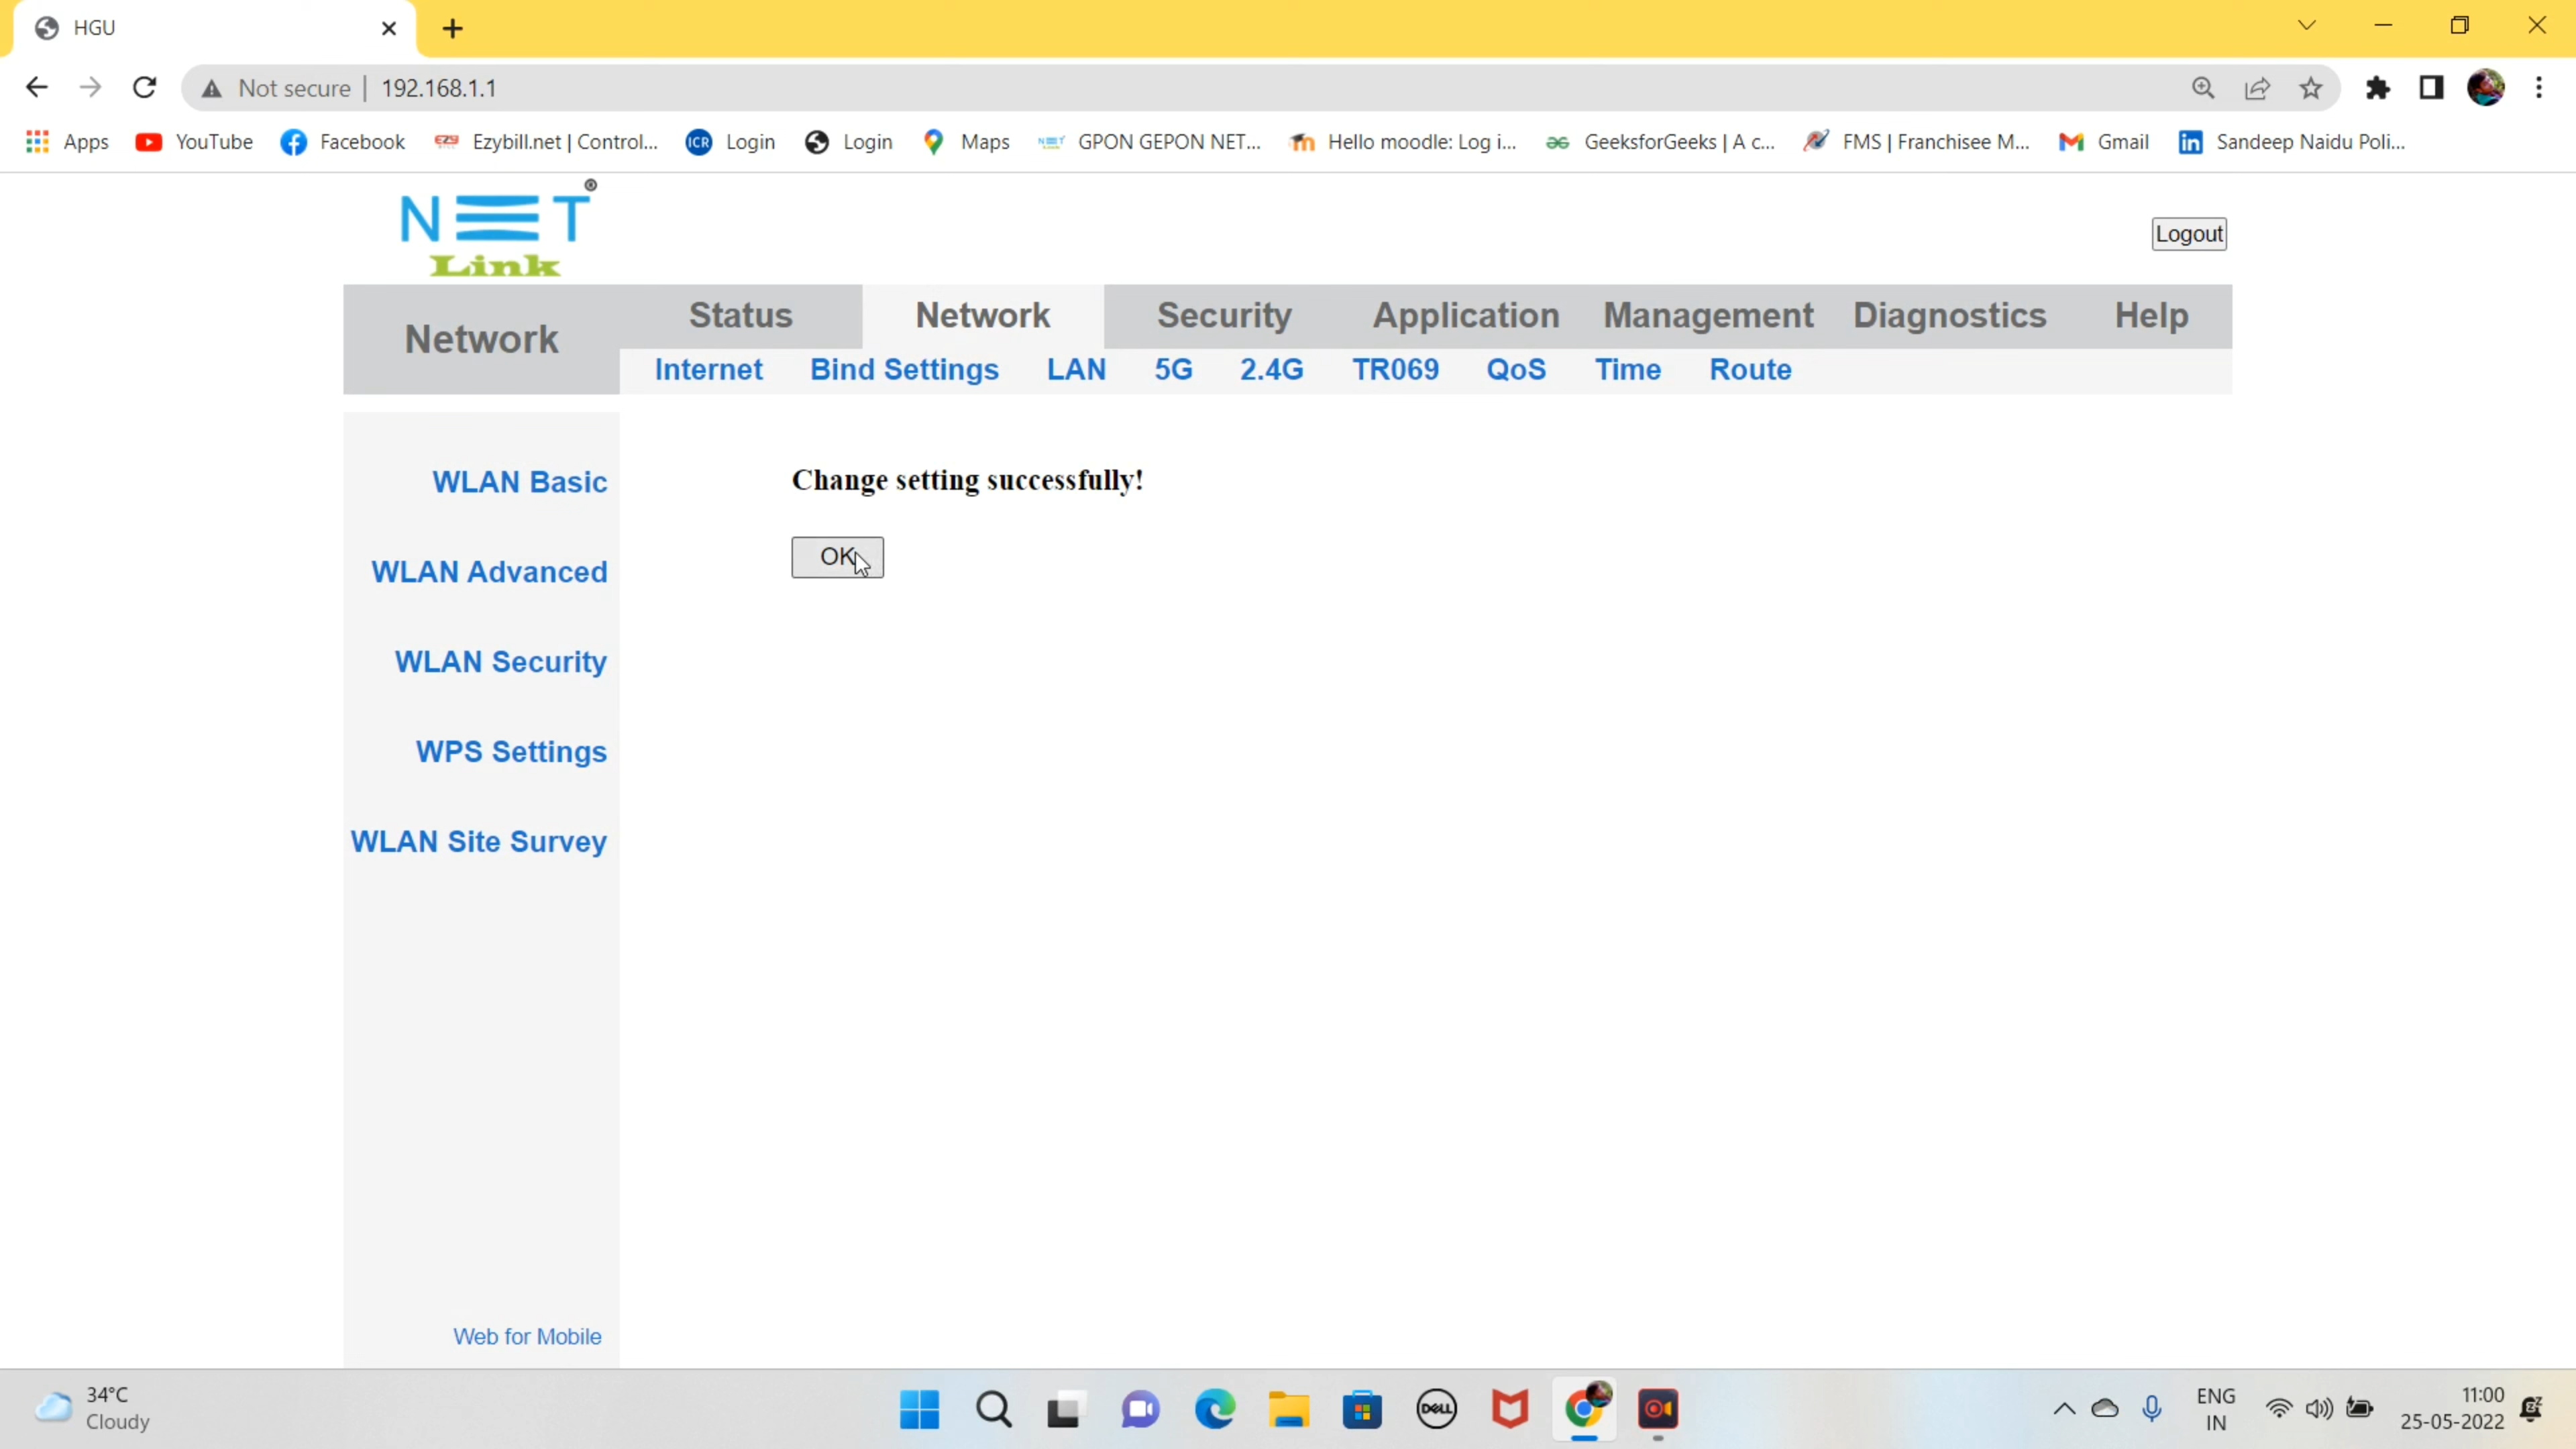 HGU
Not secure | 192.168.1.1
Apps YouTube Facebook Ezybill.net | Control... Login Login Maps GPON GEPON NET... Hello moodle: Log i... GeeksforGeeks | A c... FMS | Franchisee M... Gmail Sandeep Naidu Poli...
NET
Link
Logout
Network
Status Network Security Application Management Diagnostics Help
Internet Bind Settings LAN 5G 2.4G TR069 QoS Time Route
WLAN Basic
WLAN Advanced
WLAN Security
WPS Settings
WLAN Site Survey
Change setting successfully!
OK
Web for Mobile
34°C
Cloudy
DELL
ENG
IN
11:00
25-05-2022